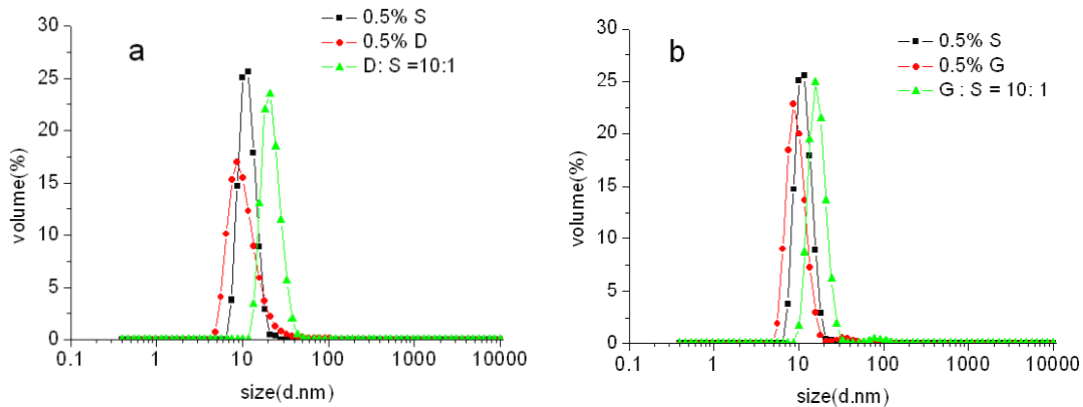 a
0.5% S
0.5% D
D: S =10:1
volume(%)
30
25
20
15
10
5
0
0.1 1 10 100 1000 10000
size(d.nm)
b
0.5% S
0.5% G
G : S = 10: 1
volume(%)
30
25
20
15
10
5
0
0.1 1 10 100 1000 10000
size(d.nm)